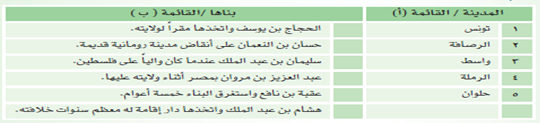 المدينة / القائمة (أ) بناها /القائمة ( ب )
١ تونس الحجاج بن يوسف واتخذها مقراً لولايته.
٢ الرصافة حسان بن النعمان على أنقاض مدينة رومانية قديمة.
٣ واسط سليمان بن عبد الملك عندما كان والياً على فلسطين.
٤ الرملة عبد العزيز بن مروان بمصر أثناء ولايته عليها.
٥ حلوان عقبة بن نافع واستغرق البناء خمسة أعوام.
هشام بن عبد الملك واتخذها دار إقامة له معظم سنوات خلافته.